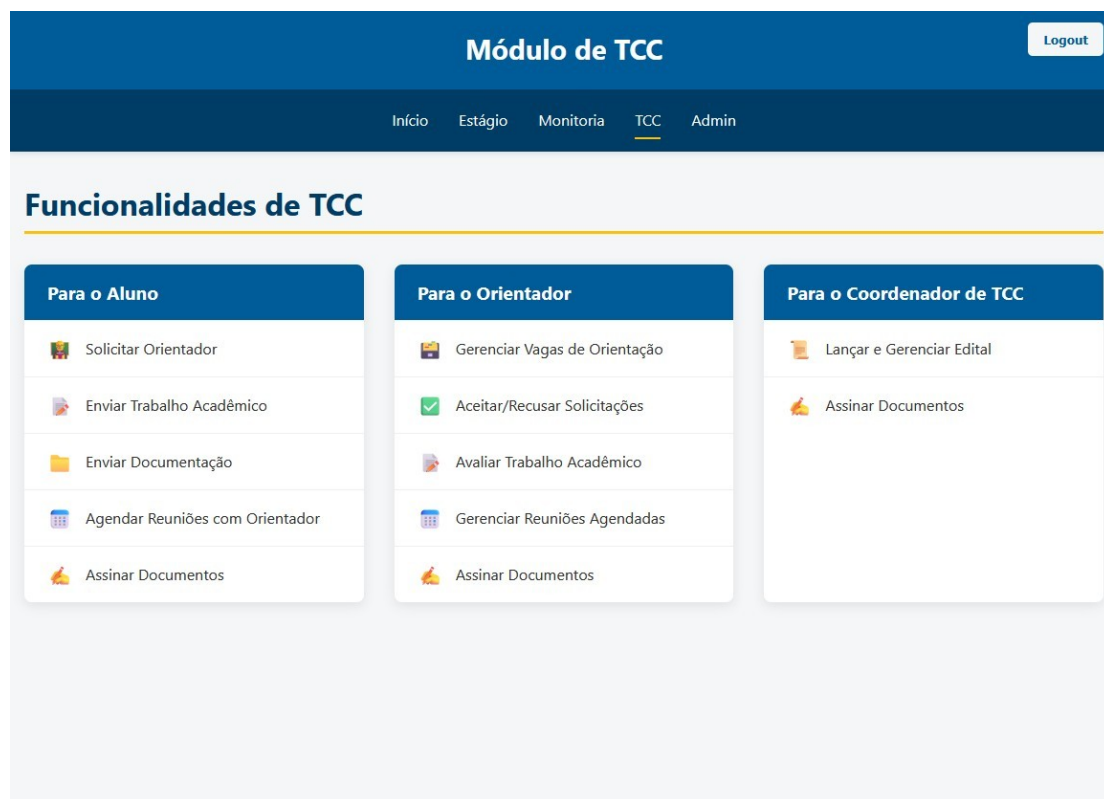 Módulo de TCC
Logout
Início Estágio Monitoria TCC Admin
Funcionalidades de TCC
Para o Aluno
Solicitar Orientador
Enviar Trabalho Acadêmico
Enviar Documentação
Agendar Reuniões com Orientador
Assinar Documentos
Para o Orientador
Gerenciar Vagas de Orientação
Aceitar/Recusar Solicitações
Avaliar Trabalho Acadêmico
Gerenciar Reuniões Agendadas
Assinar Documentos
Para o Coordenador de TCC
Lançar e Gerenciar Edital
Assinar Documentos